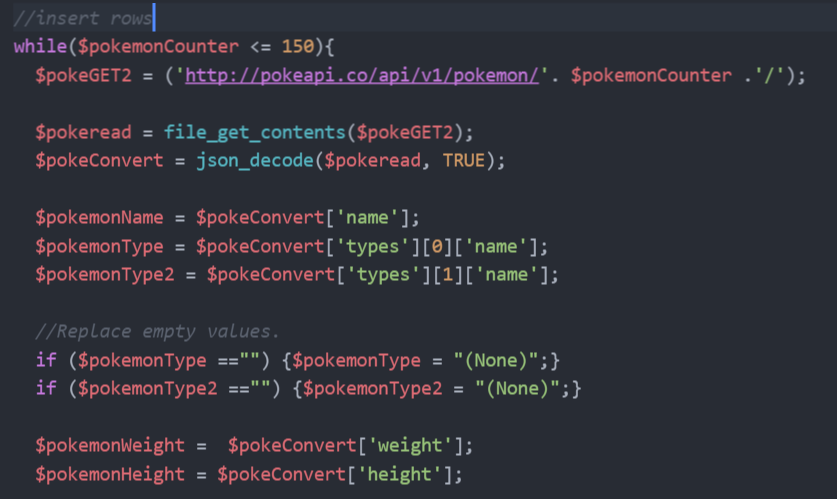 //insert rows
while($pokemonCounter <= 150){
$pokeGET2 = ('http://pokeapi.co/api/v1/pokemon/'. $pokemonCounter .'/');
$pokeread = file_get_contents($pokeGET2);
$pokeConvert = json_decode($pokeread, TRUE);
$pokemonName = $pokeConvert['name'];
$pokemonType = $pokeConvert['types'][0]['name'];
$pokemonType2 = $pokeConvert['types'][1]['name'];
//Replace empty values.
if ($pokemonType =="") {$pokemonType = "(None)";}
if ($pokemonType2 =="") {$pokemonType2 = "(None)";}
$pokemonWeight =  $pokeConvert['weight'];
$pokemonHeight = $pokeConvert['height'];